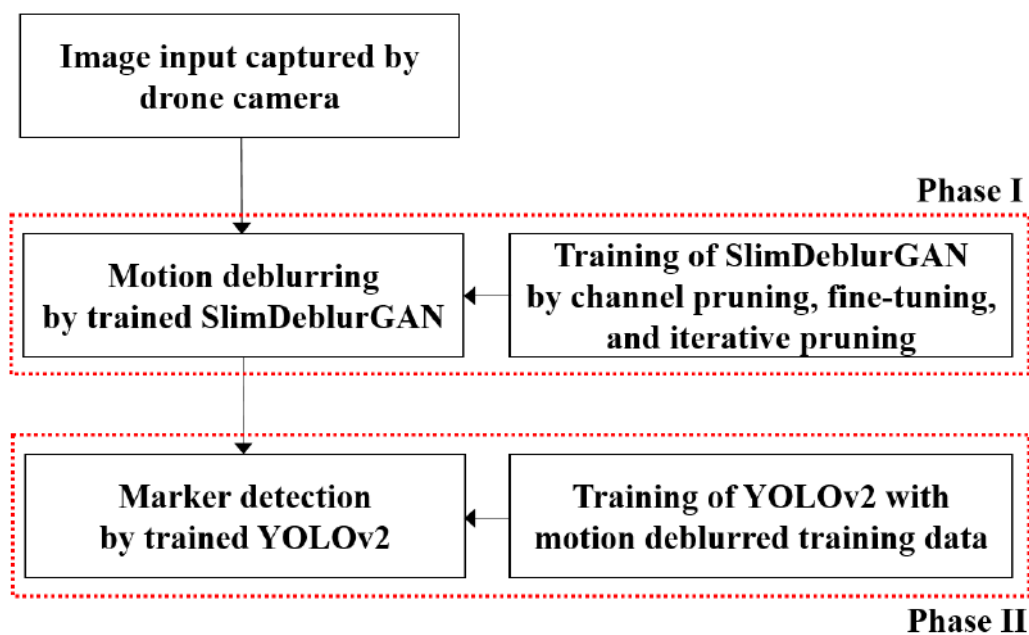 Image input captured by
drone camera
Phase I
Motion deblurring
by trained SlimDeblurGAN
Training of SlimDeblurGAN
by channel pruning, fine-tuning,
and iterative pruning
Marker detection
by trained YOLOv2
Training of YOLOv2 with
motion deblurred training data
Phase II